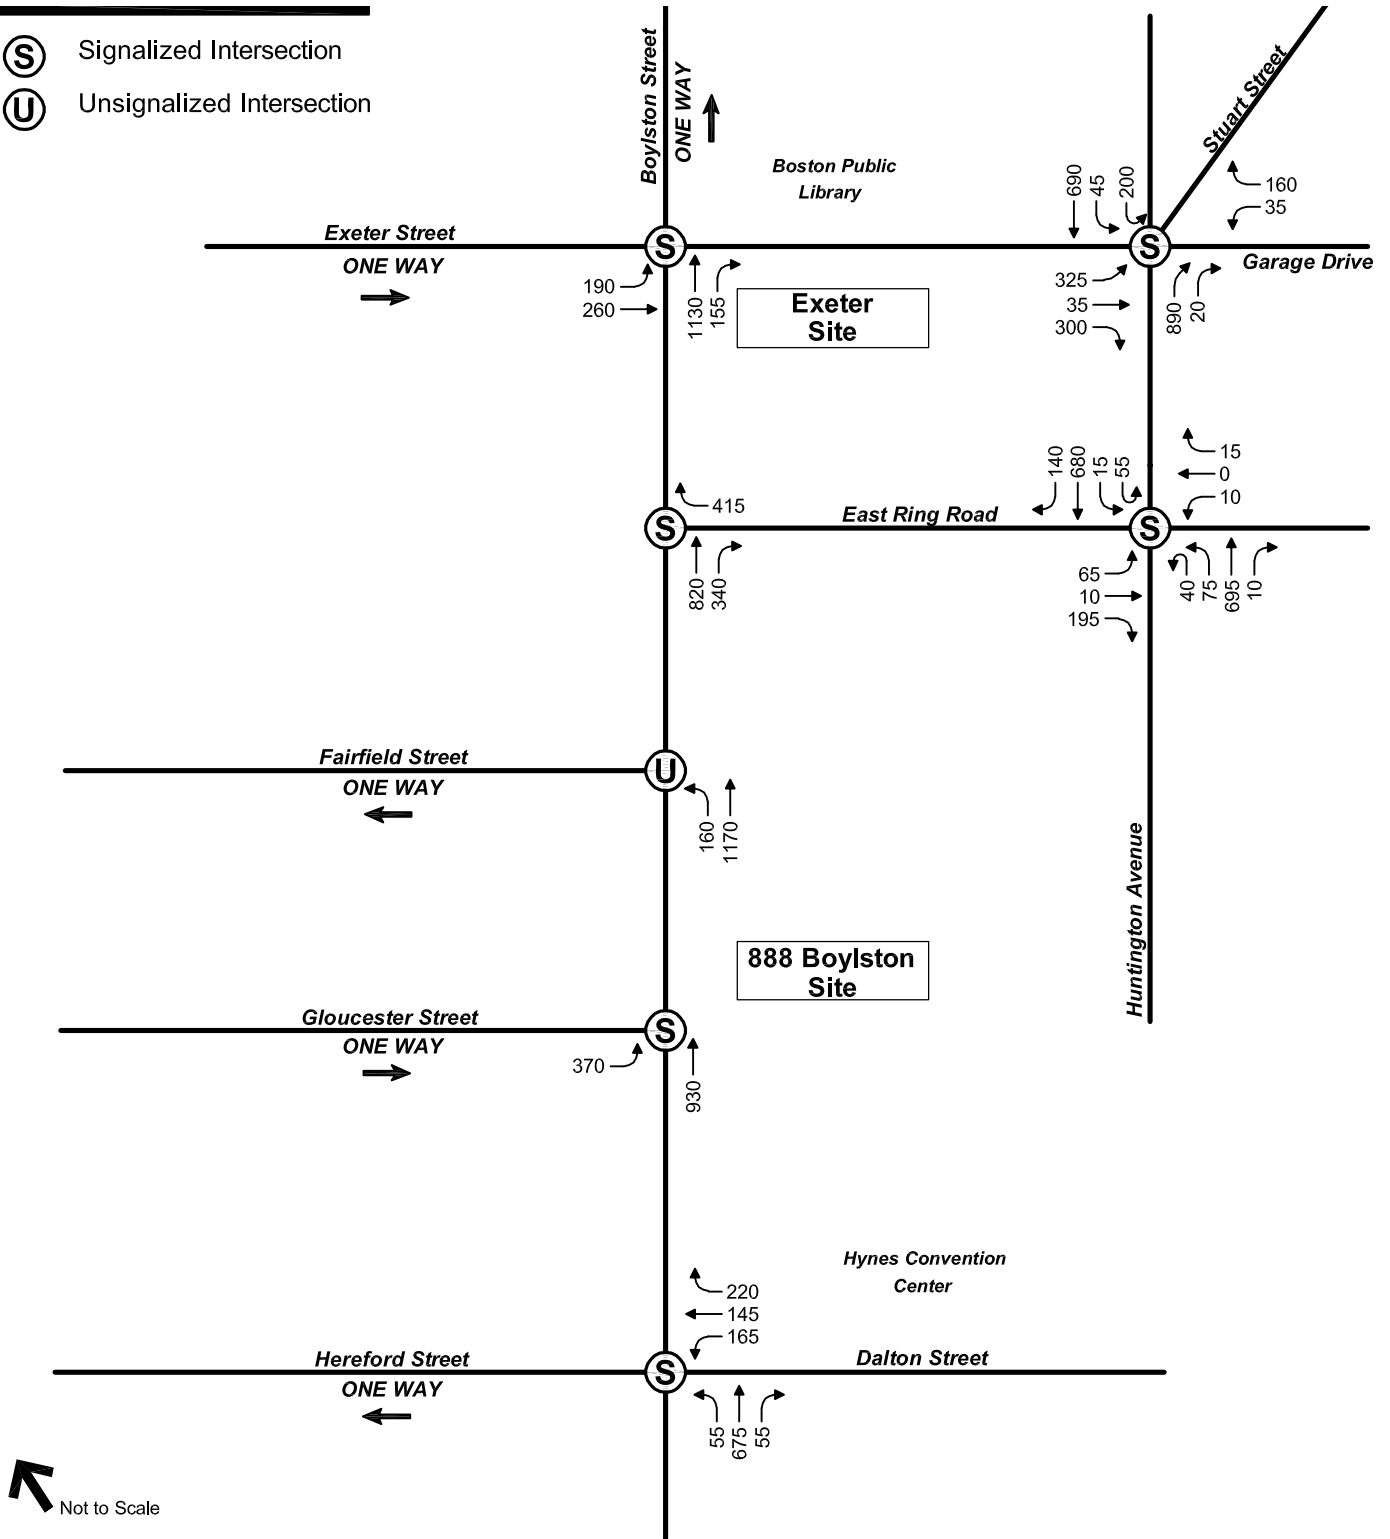 S Signalized Intersection
U Unsignalized Intersection
Boylston Street
ONE WAY
Boston Public
Library
Stuart Street
690
45
200
160
35
Exeter Street
ONE WAY
S
S
Garage Drive
190
260
1130
155
Exeter
Site
325
35
300
890
20
415
S
East Ring Road
140
680
15
55
S
15
0
10
820
340
65
10
195
40
75
695
10
Fairfield Street
ONE WAY
U
160
1170
Huntington Avenue
888 Boylston
Site
Gloucester Street
ONE WAY
S
370
930
Hynes Convention
Center
220
145
165
Hereford Street
ONE WAY
S
Dalton Street
55
675
55
Not to Scale